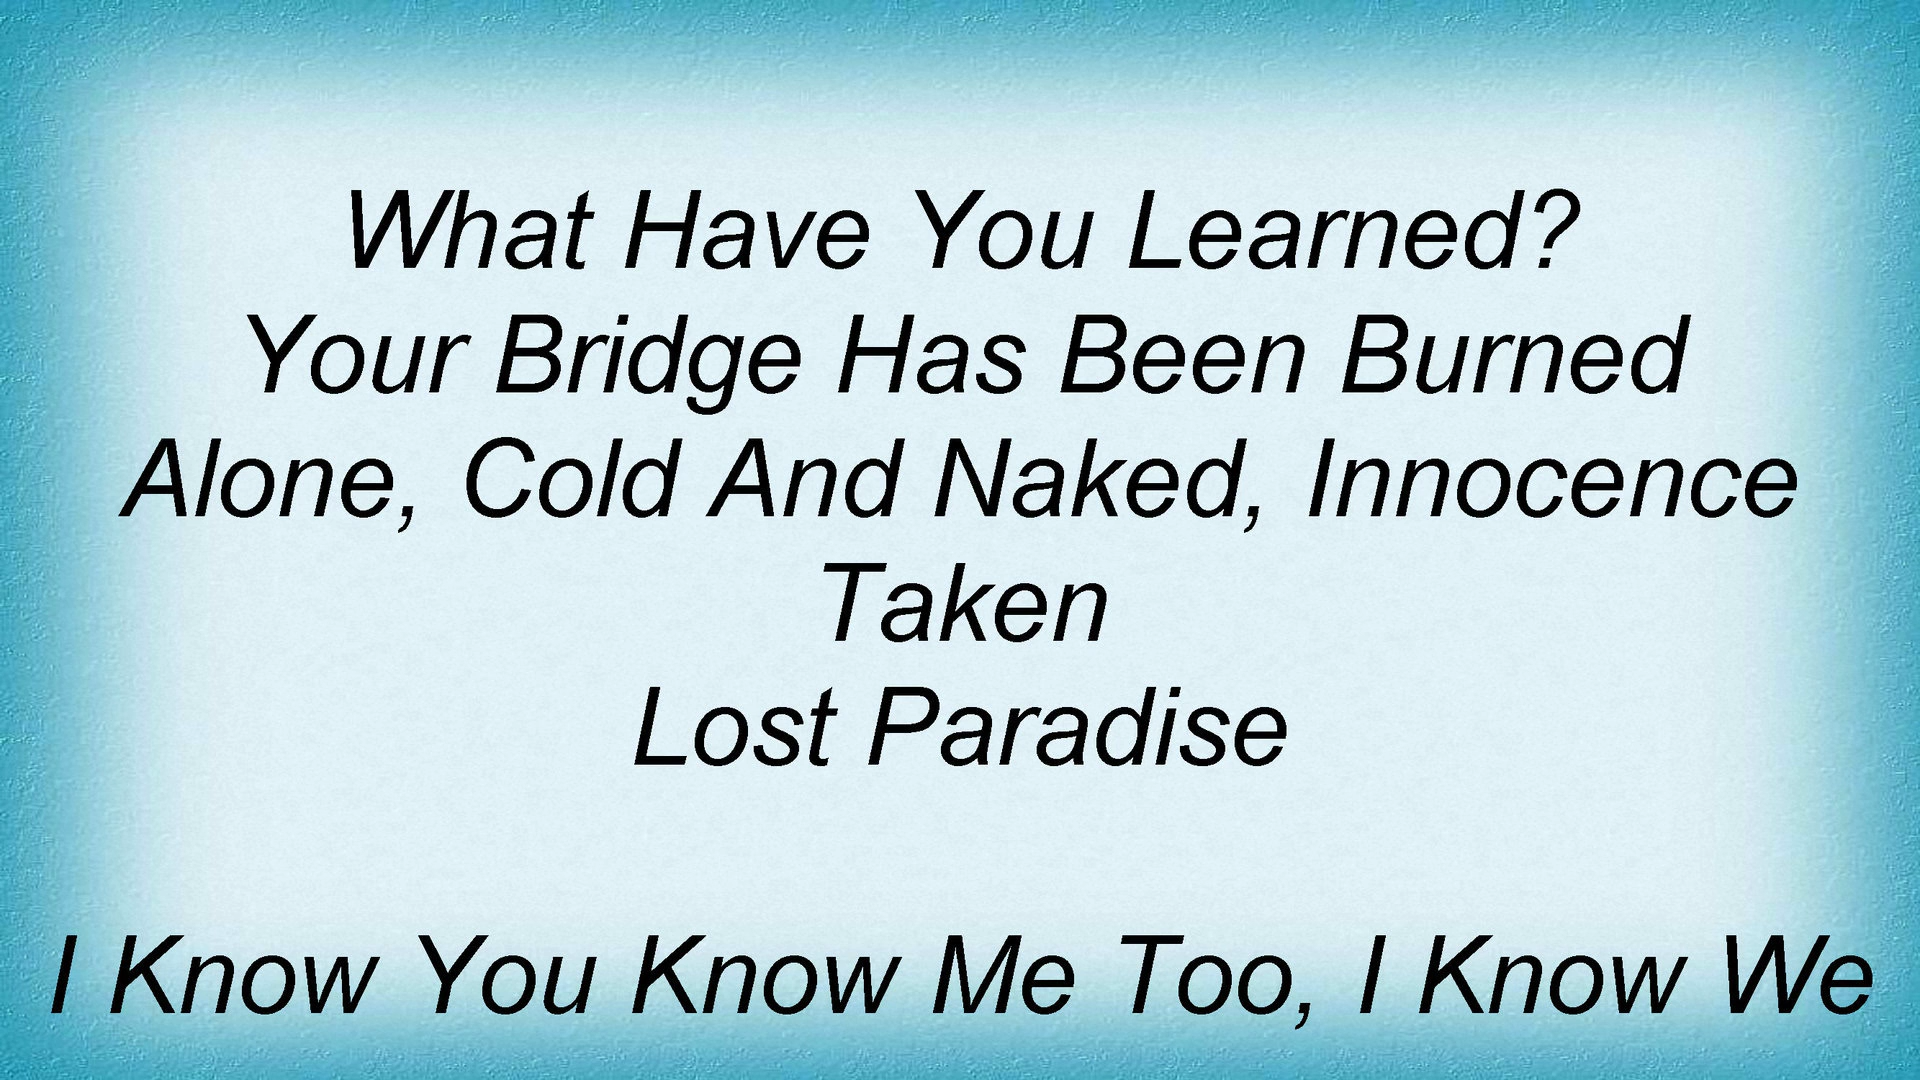 What Have You Learned?
Your Bridge Has Been Burned
Alone, Cold And Naked, Innocence
Taken
Lost Paradise
I Know You Know Me Too, I Know We